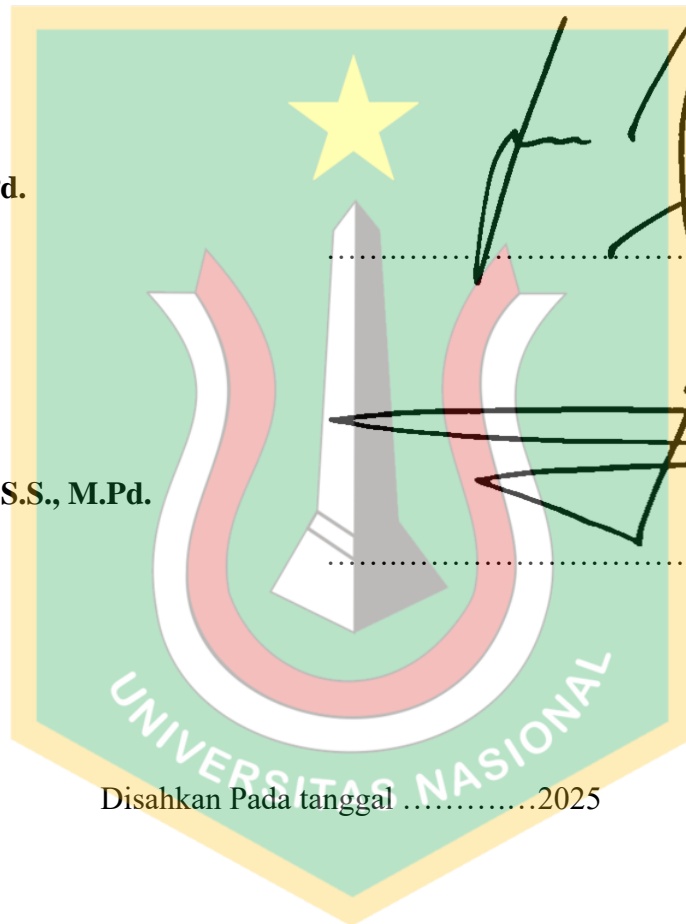 d.
........................................
S.S., M.Pd.
........................................
UNIVERSITAS NASIONAL
Disahkan Pada tanggal …………2025